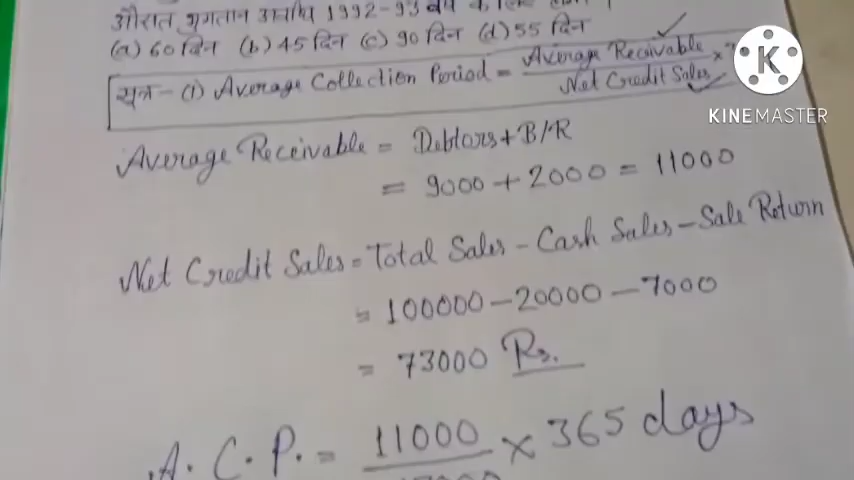 औसत भुगतान अवधि 1992-93 वर्ष के लिए होगी।
(a) 60 दिन (b) 45 दिन (c) 90 दिन (d) 55 दिन
सूत्र - (1) Average Collection Period = Average Recivable / Net Credit Sales ×
KINEMASTER
Average Receivable = Debtors + B/R
= 9000 + 2000 = 11000
Net Credit Sales = Total Sales - Cash Sales - Sale Return
= 100000 - 20000 - 7000
= 73000 Rs.
A.C.P. = 11000 × 365 days